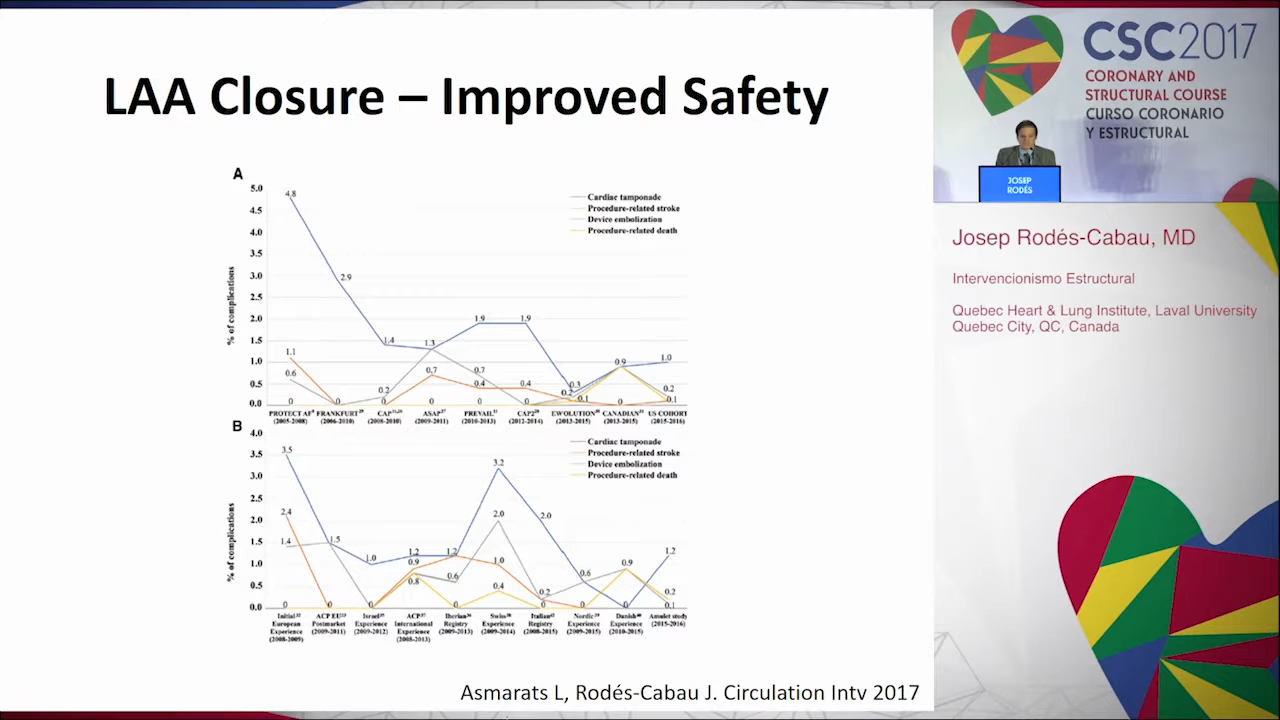 LAA Closure – Improved Safety
A
5.0
4.5
4.0
3.5
3.0
2.5
2.0
1.5
1.0
0.5
0.0
% of complications
Cardiac tamponade
Procedure-related stroke
Device embolization
Procedure-related death
4.8
2.9
1.4
1.3
1.9
1.9
0.3
0.9
1.0
1.1
0.6
0.2
0.7
0.7
0.4
0.4
0.2
0.1
0.2
0.1
0
0
0
0
0
0
0
PROTECT AF FRANKFURT CAP ASAP PREVAIL CAP2 EWOLUTION CANADIAN US COHORT
(2005-2008) (2006-2010) (2008-2010) (2009-2011) (2010-2013) (2012-2014) (2013-2015) (2013-2015) (2015-2016)
B
4.0
3.5
3.0
2.5
2.0
1.5
1.0
0.5
0.0
% of complications
Cardiac tamponade
Procedure-related stroke
Device embolization
Procedure-related death
3.5
2.4
1.4
1.5
1.0
1.2
0.9
0.8
1.2
0.6
3.2
2.0
1.0
0.4
2.0
0.2
0.6
0.9
1.2
0.2
0.1
0
0
0
0
0
0
0
Initial European Experience (2008-2009)
ACP EU Postmarket (2009-2011)
Israel Experience (2009-2012)
ACP International Experience (2008-2013)
Iberian Registry (2009-2013)
Swiss Experience (2009-2014)
Italian Registry (2008-2015)
Nordic Experience (2009-2015)
Danish Experience (2010-2015)
Amulet study (2015-2016)
Asmarats L, Rodés-Cabau J. Circulation Intv 2017
CSC2017
CORONARY AND
STRUCTURAL COURSE
CURSO CORONARIO
Y ESTRUCTURAL
JOSEP
RODÉS
Josep Rodés-Cabau, MD
Intervencionismo Estructural
Quebec Heart & Lung Institute, Laval University
Quebec City, QC, Canada